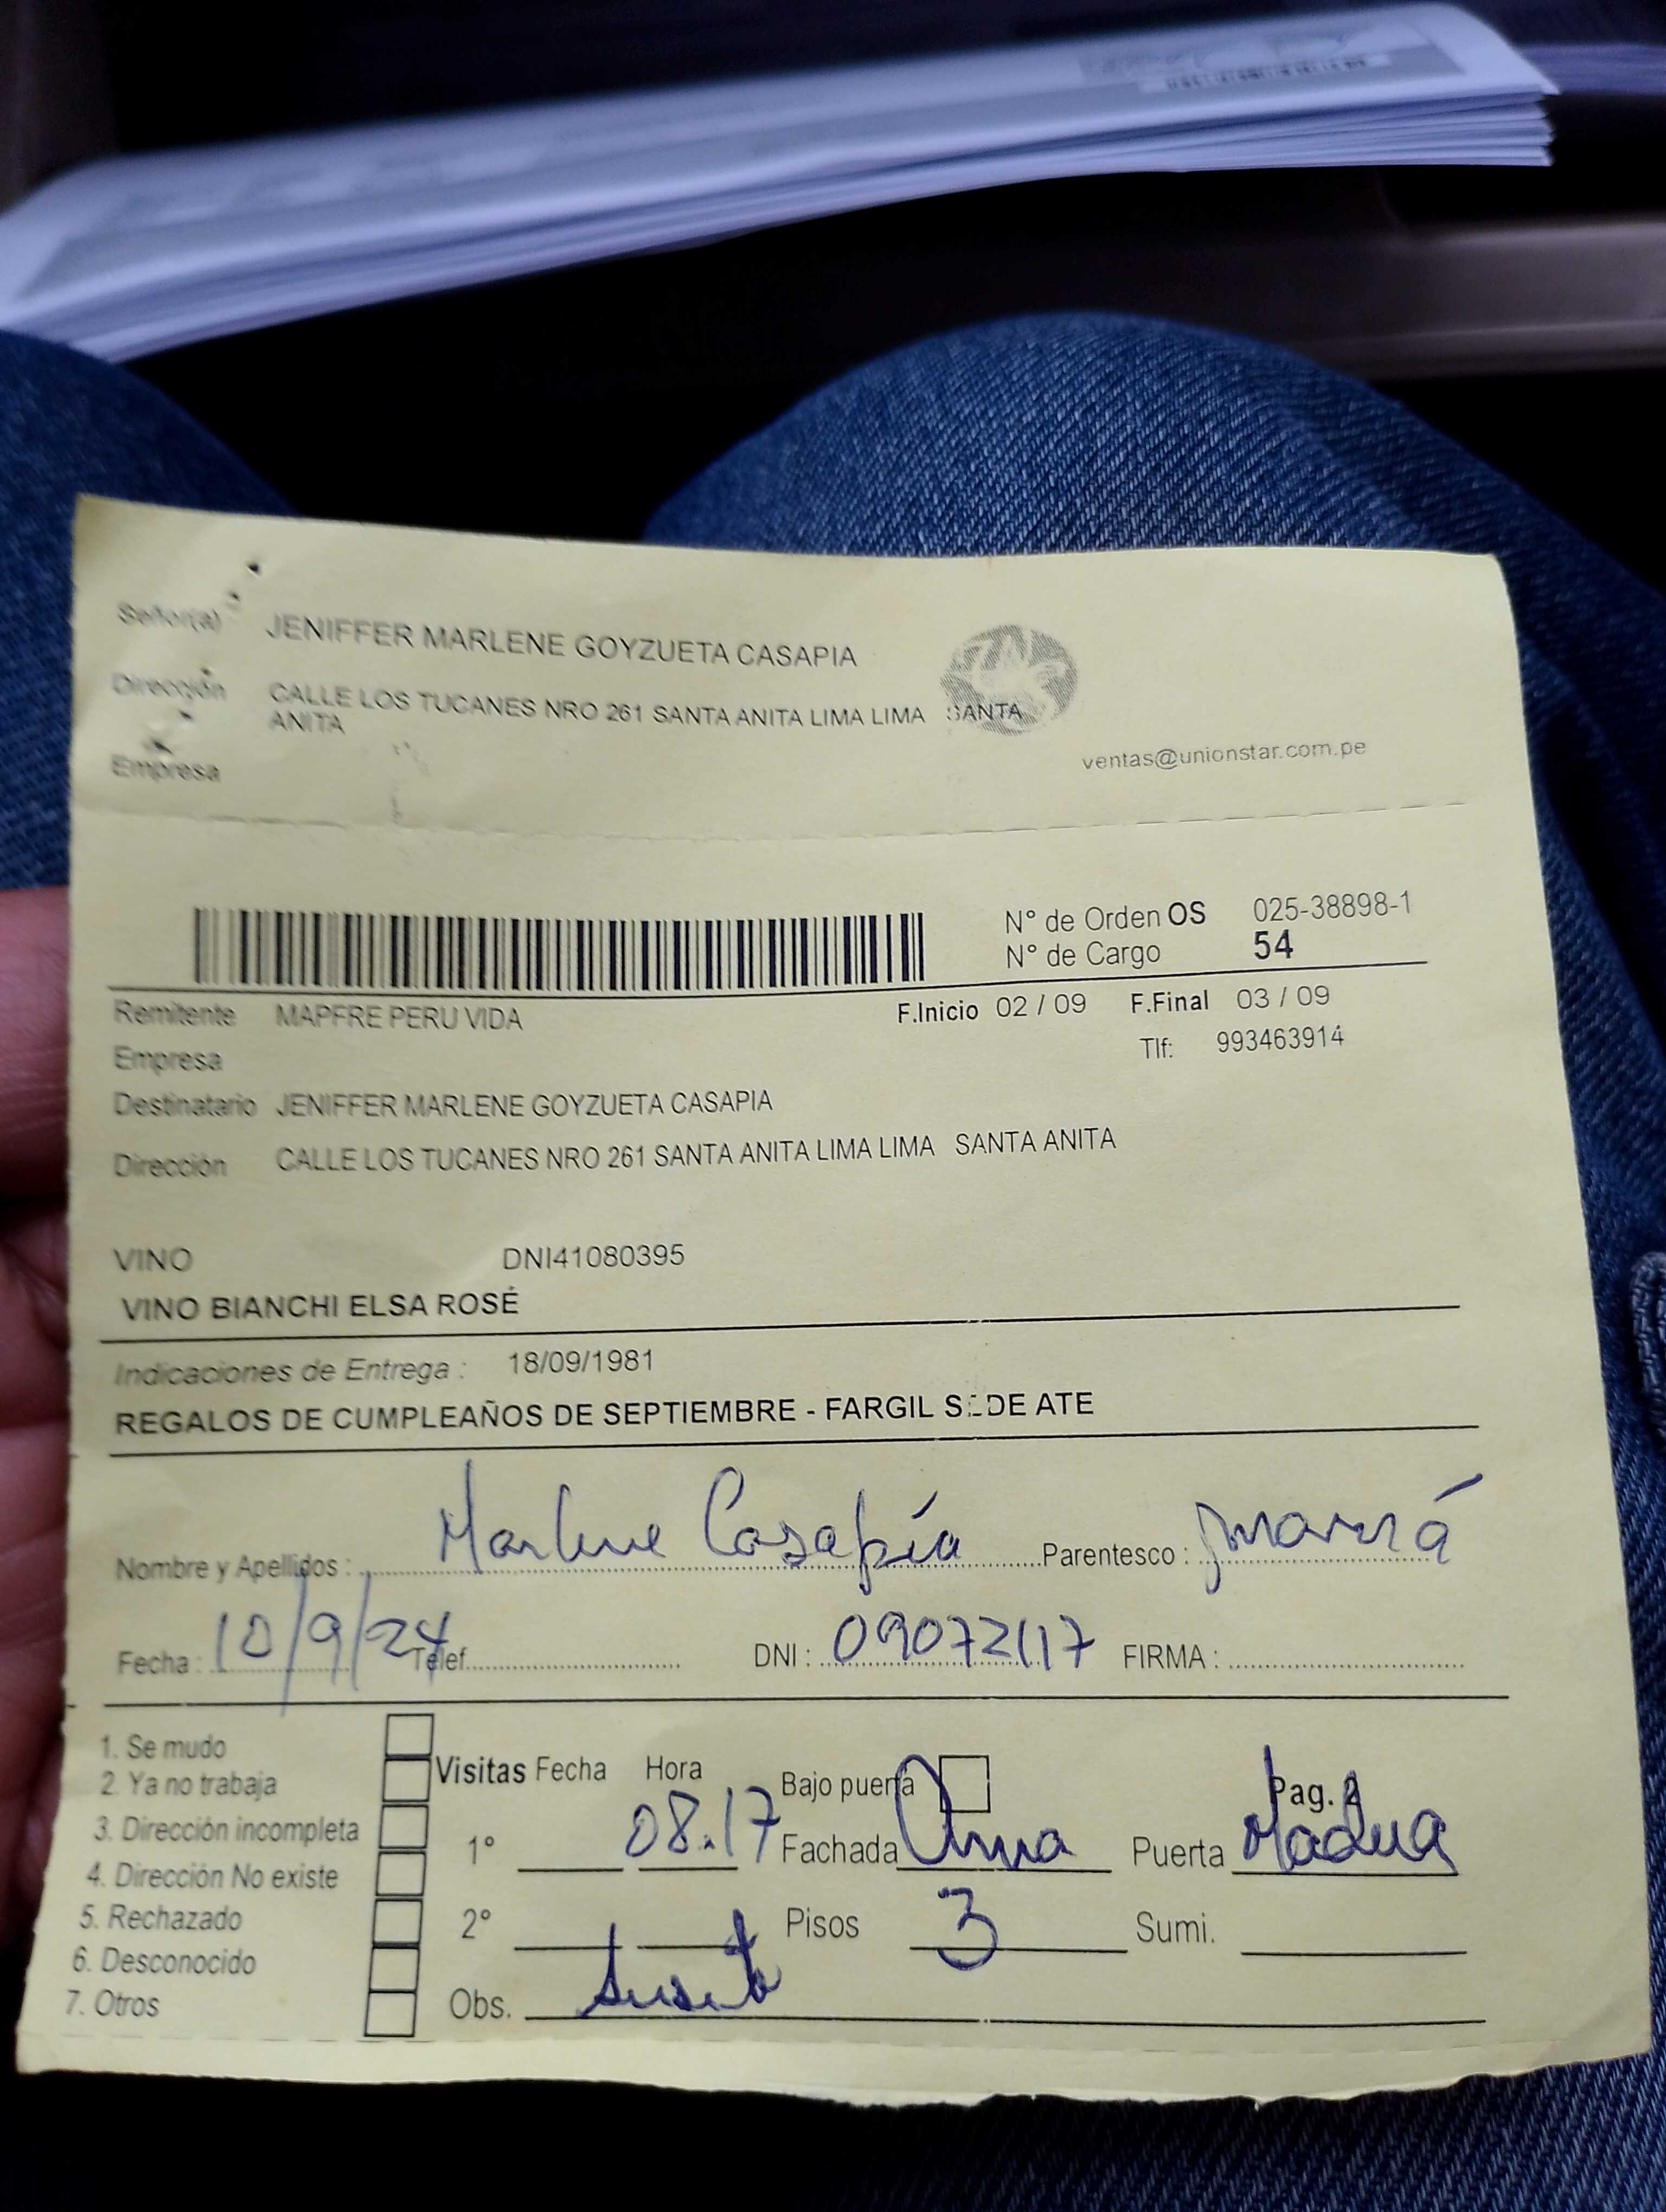 Señor(a) JENIFFER MARLENE GOYZUETA CASAPIA
Dirección CALLE LOS TUCANES NRO 261 SANTA ANITA LIMA LIMA SANTA
ANITA
Empresa
ventas@unionstar.com.pe
N° de Orden OS 025-38898-1
N° de Cargo 54
Remitente MAPFRE PERU VIDA F.Inicio 02 / 09 F.Final 03 / 09
Empresa Tlf: 993463914
Destinatario JENIFFER MARLENE GOYZUETA CASAPIA
Dirección CALLE LOS TUCANES NRO 261 SANTA ANITA LIMA LIMA SANTA ANITA
VINO DNI41080395
VINO BIANCHI ELSA ROSÉ
Indicaciones de Entrega : 18/09/1981
REGALOS DE CUMPLEAÑOS DE SEPTIEMBRE - FARGIL SEDE ATE
Nombre y Apellidos : Marlene Casapía Parentesco : mamá
Fecha : 10/9/24 Telef. DNI : 09072117 FIRMA :
1. Se mudo
2. Ya no trabaja
3. Dirección incompleta
4. Dirección No existe
5. Rechazado
6. Desconocido
7. Otros
Visitas Fecha Hora Bajo puerta Pag. 2
1° 08:17 Fachada Puerta
2° Pisos 3 Sumi.
Obs.